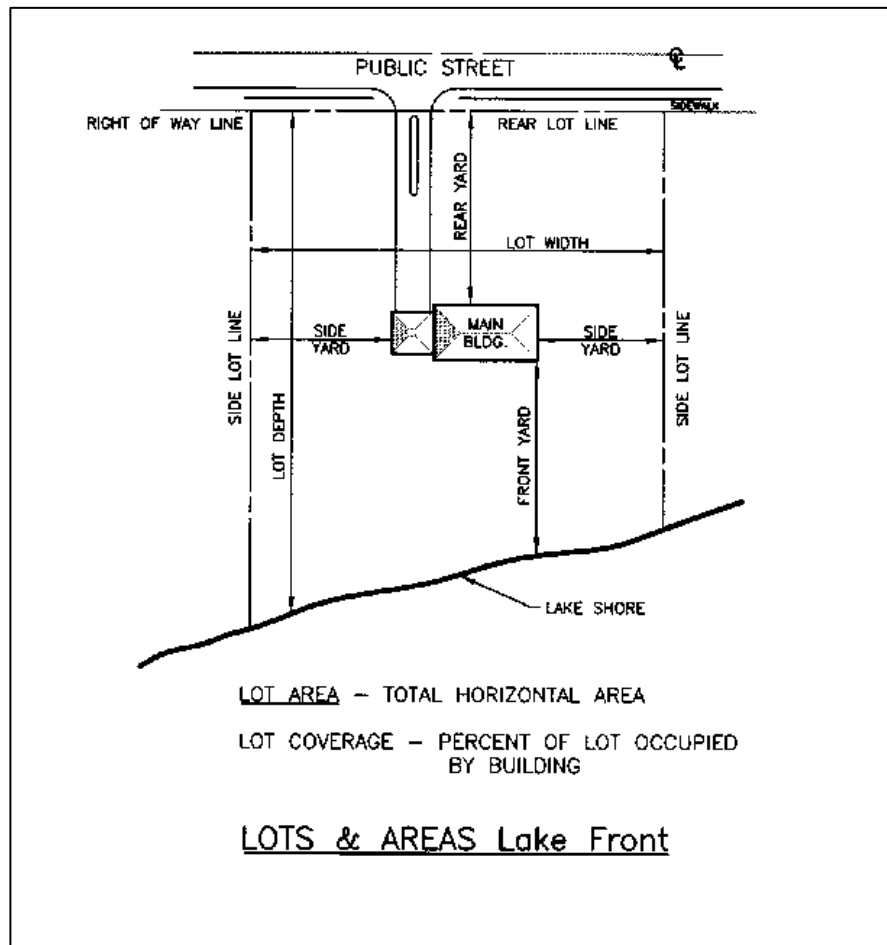 PUBLIC STREET
℄
SIDEWALK
RIGHT OF WAY LINE
REAR LOT LINE
REAR YARD
LOT WIDTH
SIDE LOT LINE
LOT DEPTH
SIDE
YARD
MAIN
BLDG.
SIDE
YARD
SIDE LOT LINE
FRONT YARD
LAKE SHORE
LOT AREA – TOTAL HORIZONTAL AREA
LOT COVERAGE – PERCENT OF LOT OCCUPIED
BY BUILDING
LOTS & AREAS Lake Front